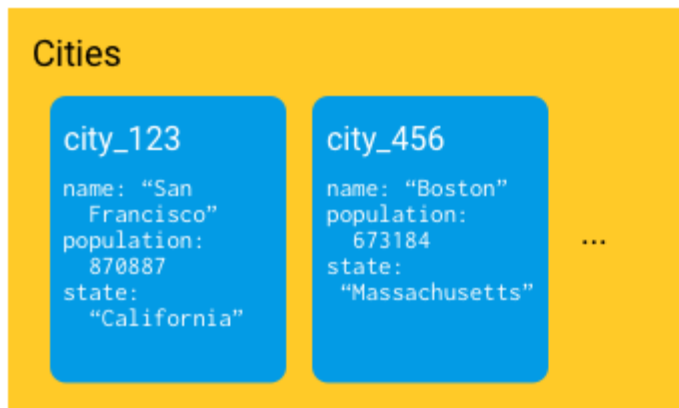 Cities
city_123
name: “San
Francisco”
population:
870887
state:
“California”
city_456
name: “Boston”
population:
673184
state:
“Massachusetts”
...